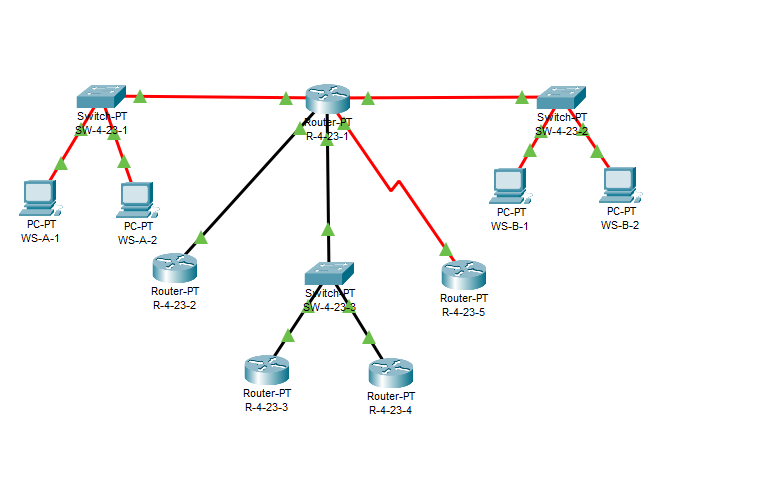 Router-PT
R-4-23-1
Switch-PT
SW-4-23-1
Switch-PT
SW-4-23-2
PC-PT
WS-A-1
PC-PT
WS-A-2
PC-PT
WS-B-1
PC-PT
WS-B-2
Router-PT
R-4-23-2
Switch-PT
SW-4-23-3
Router-PT
R-4-23-5
Router-PT
R-4-23-3
Router-PT
R-4-23-4